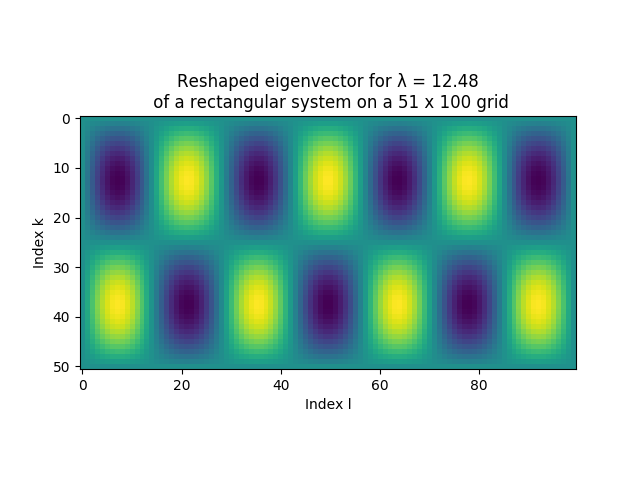 Reshaped eigenvector for λ = 12.48
of a rectangular system on a 51 x 100 grid
0
10
20
30
40
50
Index k
0
20
40
60
80
Index l